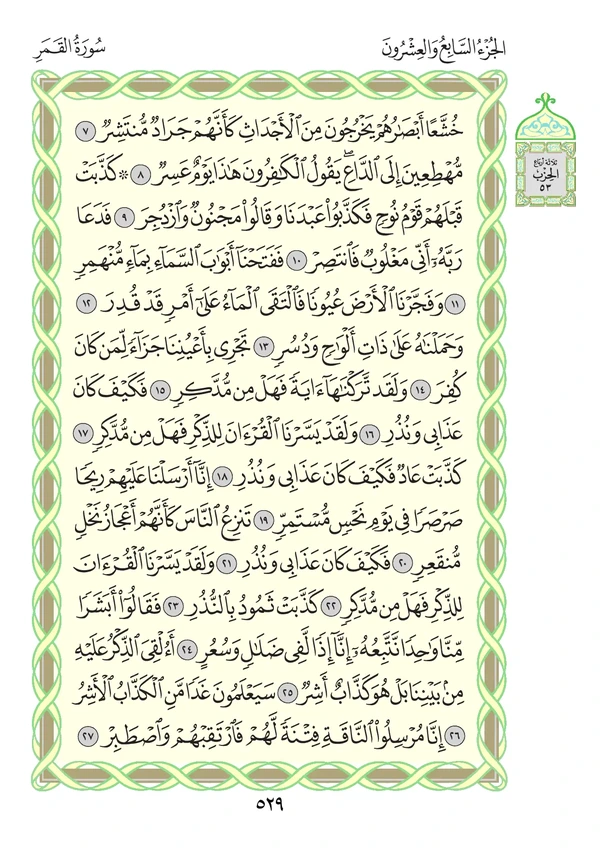 سُورَةُ القَمَرِ
الجُزْءُ السَّابِعُ وَالعِشْرُونَ
خُشَّعًا أَبْصَٰرُهُمْ يَخْرُجُونَ مِنَ ٱلْأَجْدَاثِ كَأَنَّهُمْ جَرَادٌ مُّنتَشِرٌ ٧
مُّهْطِعِينَ إِلَى ٱلدَّاعِۖ يَقُولُ ٱلْكَٰفِرُونَ هَٰذَا يَوْمٌ عَسِرٌ ٨ ۞ كَذَّبَتْ
قَبْلَهُمْ قَوْمُ نُوحٍ فَكَذَّبُوا۟ عَبْدَنَا وَقَالُوا۟ مَجْنُونٌ وَٱزْدُجِرَ ٩ فَدَعَا
رَبَّهُۥٓ أَنِّى مَغْلُوبٌ فَٱنتَصِرْ ١٠ فَفَتَحْنَآ أَبْوَٰبَ ٱلسَّمَآءِ بِمَآءٍ مُّنْهَمِرٍ
١١ وَفَجَّرْنَا ٱلْأَرْضَ عُيُونًا فَٱلْتَقَى ٱلْمَآءُ عَلَىٰٓ أَمْرٍ قَدْ قُدِرَ ١٢
وَحَمَلْنَٰهُ عَلَىٰ ذَاتِ أَلْوَٰحٍ وَدُسُرٍ ١٣ تَجْرِى بِأَعْيُنِنَا جَزَآءً لِّمَن كَانَ
كُفِرَ ١٤ وَلَقَد تَّرَكْنَٰهَآ ءَايَةً فَهَلْ مِن مُّدَّكِرٍ ١٥ فَكَيْفَ كَانَ
عَذَابِى وَنُذُرِ ١٦ وَلَقَدْ يَسَّرْنَا ٱلْقُرْءَانَ لِلذِّكْرِ فَهَلْ مِن مُّدَّكِرٍ ١٧
كَذَّبَتْ عَادٌ فَكَيْفَ كَانَ عَذَابِى وَنُذُرِ ١٨ إِنَّآ أَرْسَلْنَا عَلَيْهِمْ رِيحًا
صَرْصَرًا فِى يَوْمِ نَحْسٍ مُّسْتَمِرٍّ ١٩ تَنزِعُ ٱلنَّاسَ كَأَنَّهُمْ أَعْجَازُ نَخْلٍ
مُّنقَعِرٍ ٢٠ فَكَيْفَ كَانَ عَذَابِى وَنُذُرِ ٢١ وَلَقَدْ يَسَّرْنَا ٱلْقُرْءَانَ
لِلذِّكْرِ فَهَلْ مِن مُّدَّكِرٍ ٢٢ كَذَّبَتْ ثَمُودُ بِٱلنُّذُرِ ٢٣ فَقَالُوٓا۟ أَبَشَرًا
مِّنَّا وَٰحِدًا نَّتَّبِعُهُۥٓ إِنَّآ إِذًا لَّفِى ضَلَٰلٍ وَسُعُرٍ ٢٤ أَءُلْقِىَ ٱلذِّكْرُ عَلَيْهِ
مِنۢ بَيْنِنَا بَلْ هُوَ كَذَّابٌ أَشِرٌ ٢٥ سَيَعْلَمُونَ غَدًا مَّنِ ٱلْكَذَّابُ ٱلْأَشِرُ
٢٦ إِنَّا مُرْسِلُوا۟ ٱلنَّاقَةِ فِتْنَةً لَّهُمْ فَٱرْتَقِبْهُمْ وَٱصْطَبِرْ ٢٧
ثلاثة أرباع
الحزب
٥٣
٥٢٩